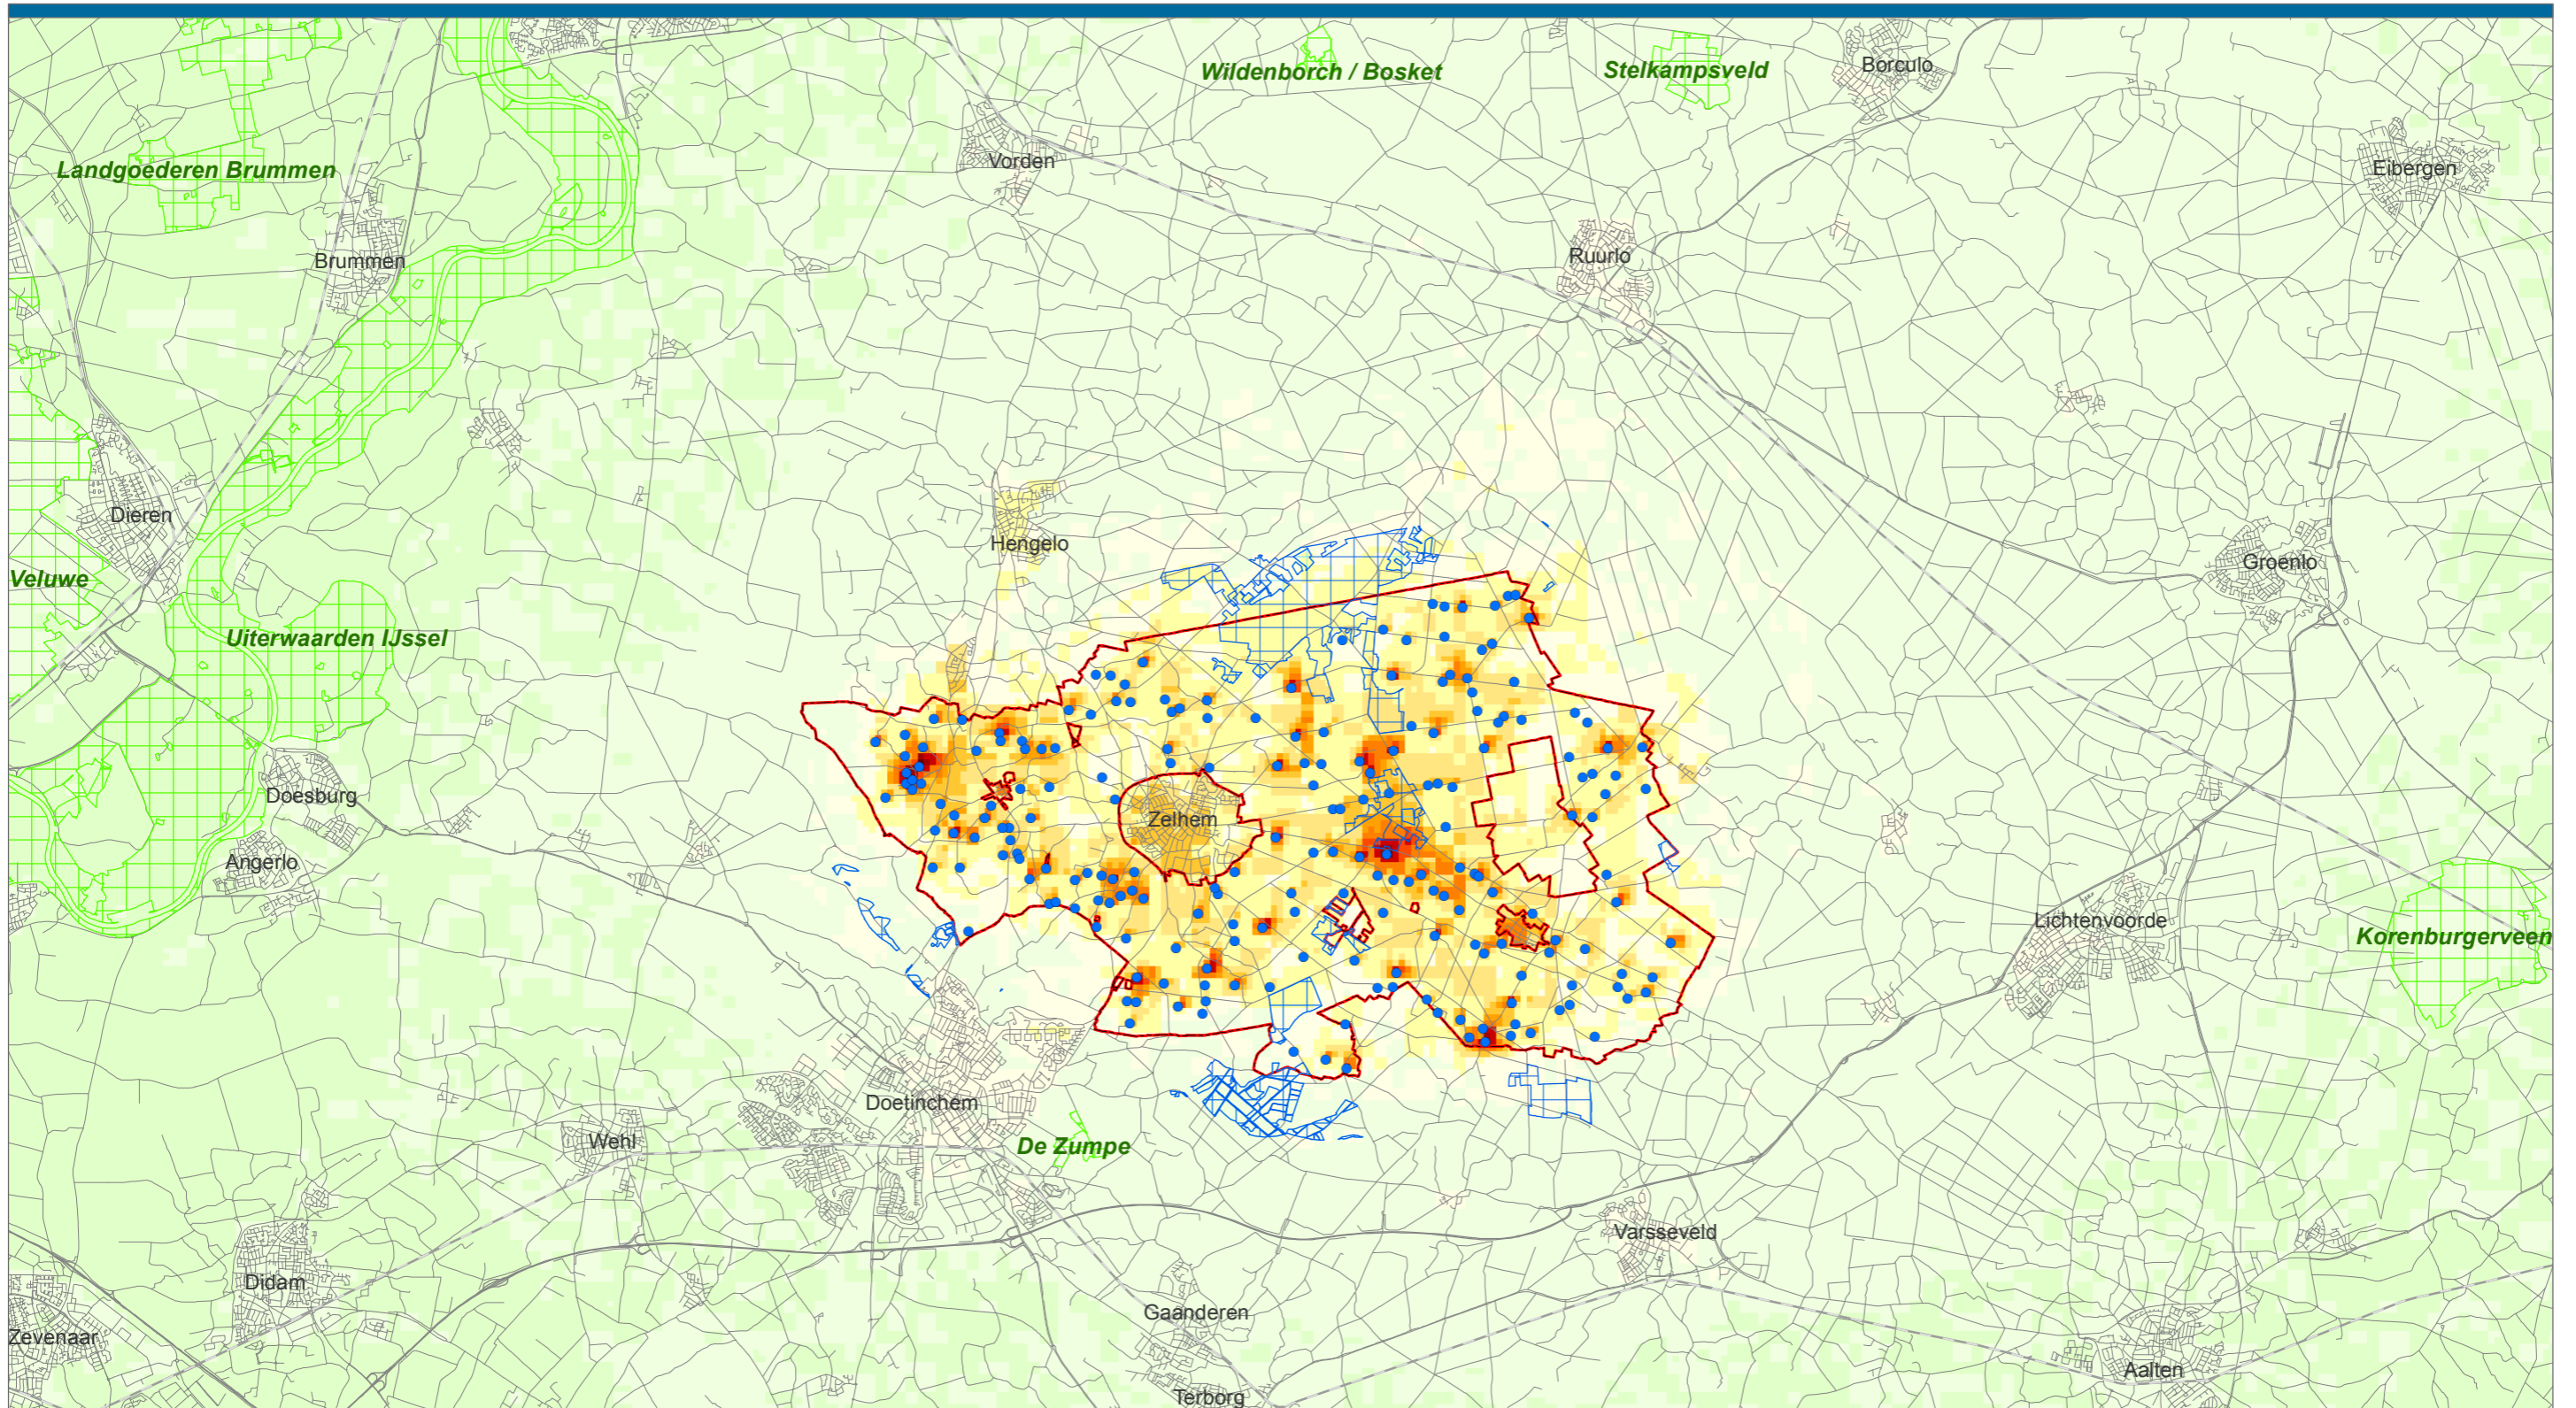 Wildenborch / Bosket
Stelkampsveld
Borculo
Landgoederen Brummen
Vorden
Eibergen
Brummen
Ruurlo
Dieren
Hengelo
Groenlo
Veluwe
Uiterwaarden IJssel
Doesburg
Zelhem
Angerlo
Lichtenvoorde
Korenburgerveen
Doetinchem
Wehl
De Zumpe
Varsseveld
Didam
Gaanderen
Zevenaar
Aalten
Terborg